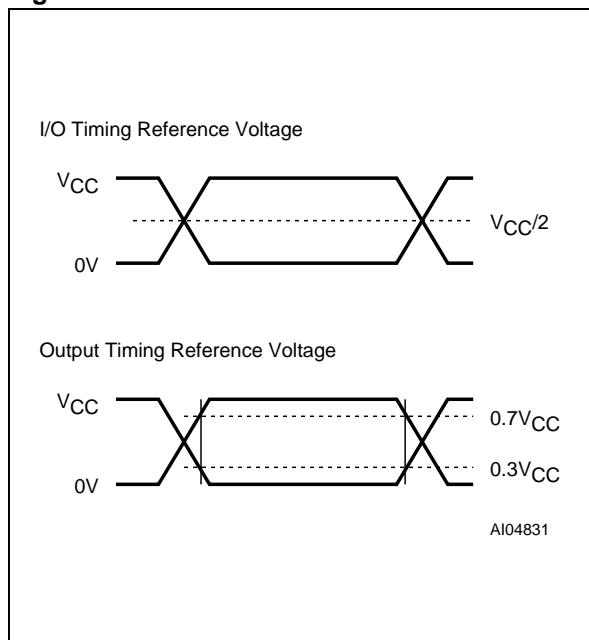 I/O Timing Reference Voltage
VCC
VCC/2
0V
Output Timing Reference Voltage
VCC
0.7VCC
0.3VCC
0V
AI04831